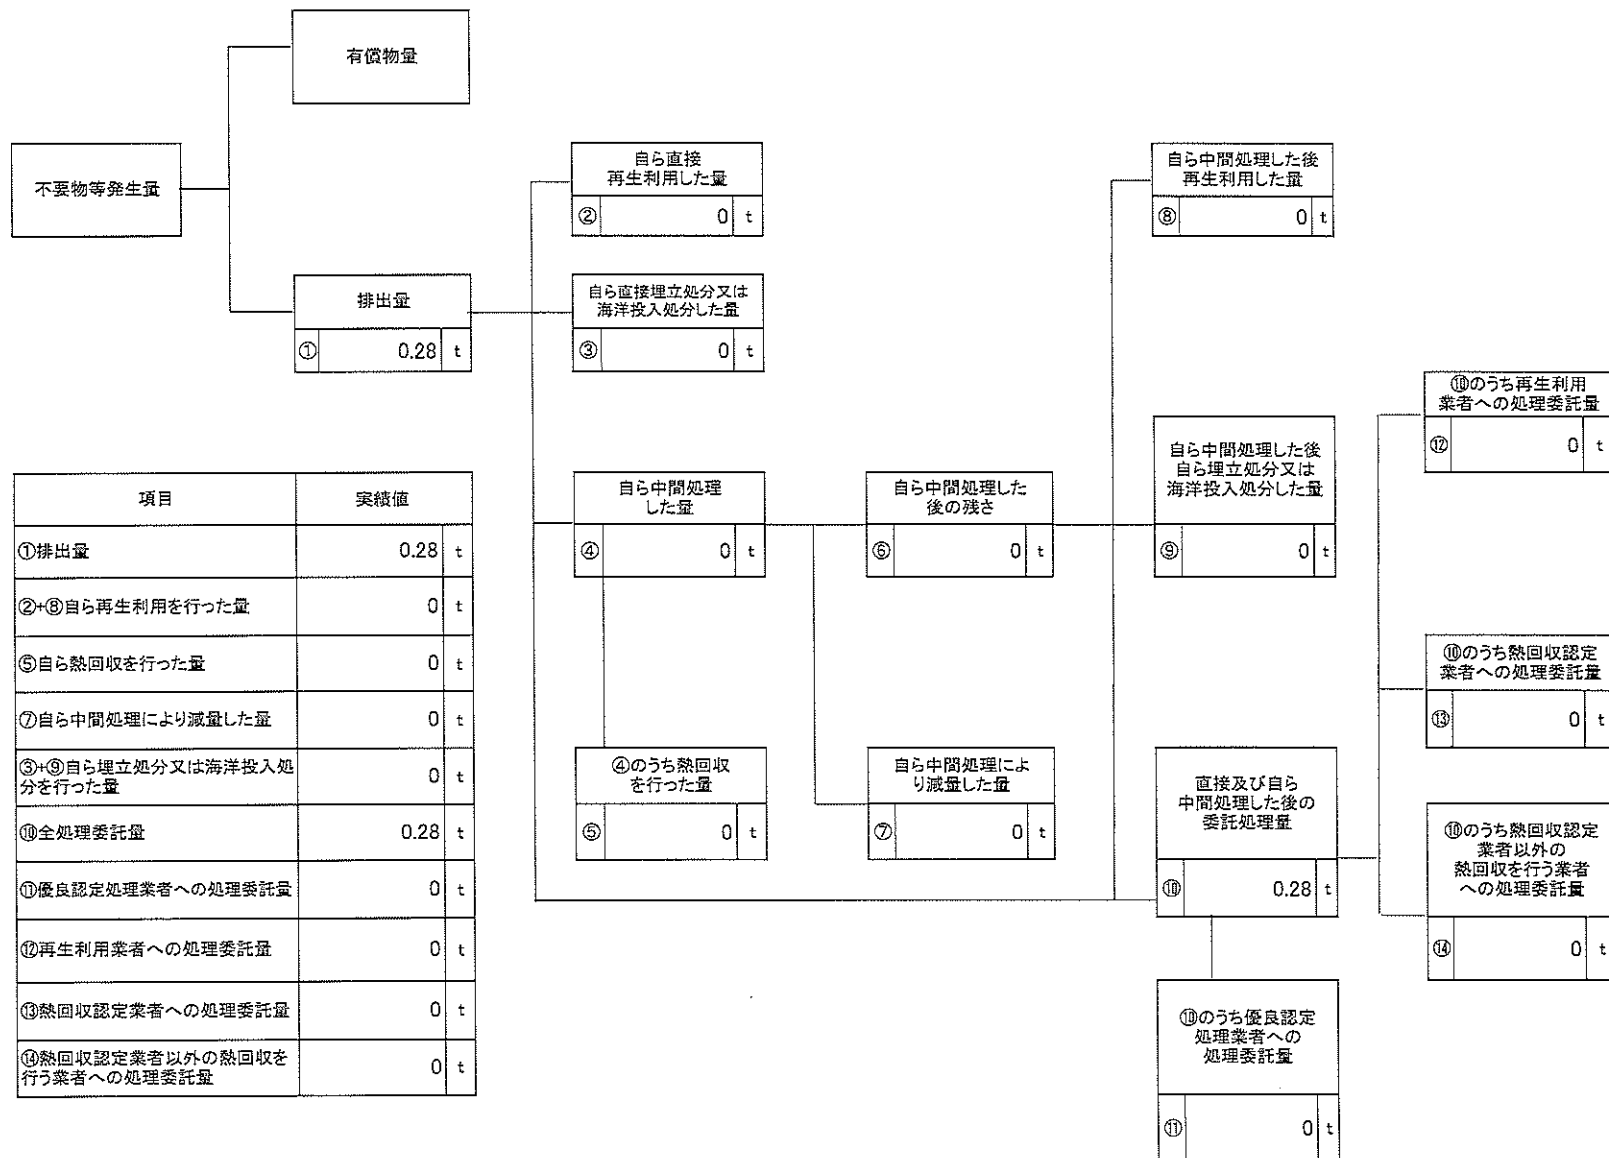 有償物量
不要物等発生量
排出量
① 0.28 t
自ら直接
再生利用した量
② 0 t
自ら直接埋立処分又は
海洋投入処分した量
③ 0 t
自ら中間処理
した量
④ 0 t
④のうち熱回収
を行った量
⑤ 0 t
自ら中間処理した
後の残さ
⑥ 0 t
自ら中間処理によ
り減量した量
⑦ 0 t
自ら中間処理した後
再生利用した量
⑧ 0 t
自ら中間処理した後
自ら埋立処分又は
海洋投入処分した量
⑨ 0 t
直接及び自ら
中間処理した後の
委託処理量
⑩ 0.28 t
⑩のうち優良認定
処理業者への
処理委託量
⑪ 0 t
⑩のうち再生利用
業者への処理委託量
⑫ 0 t
⑩のうち熱回収認定
業者への処理委託量
⑬ 0 t
⑩のうち熱回収認定
業者以外の
熱回収を行う業者
への処理委託量
⑭ 0 t
項目 実績値
①排出量 0.28 t
②+⑧自ら再生利用を行った量 0 t
⑤自ら熱回収を行った量 0 t
⑦自ら中間処理により減量した量 0 t
③+⑨自ら埋立処分又は海洋投入処
分を行った量 0 t
⑩全処理委託量 0.28 t
⑪優良認定処理業者への処理委託量 0 t
⑫再生利用業者への処理委託量 0 t
⑬熱回収認定業者への処理委託量 0 t
⑭熱回収認定業者以外の熱回収を
行う業者への処理委託量 0 t